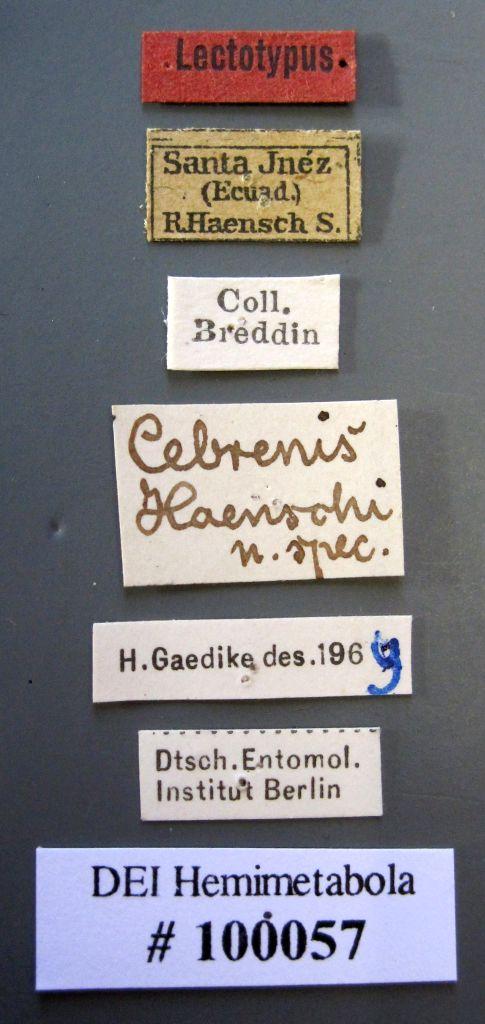 Lectotypus.
Santa Jnéz
(Ecuad.)
R.Haensch S.
Coll.
Breddin
Cebrenis
Haenschi
n. spec.
H.Gaedike des.1969
Dtsch.Entomol.
Institut Berlin
DEI Hemimetabola
# 100057